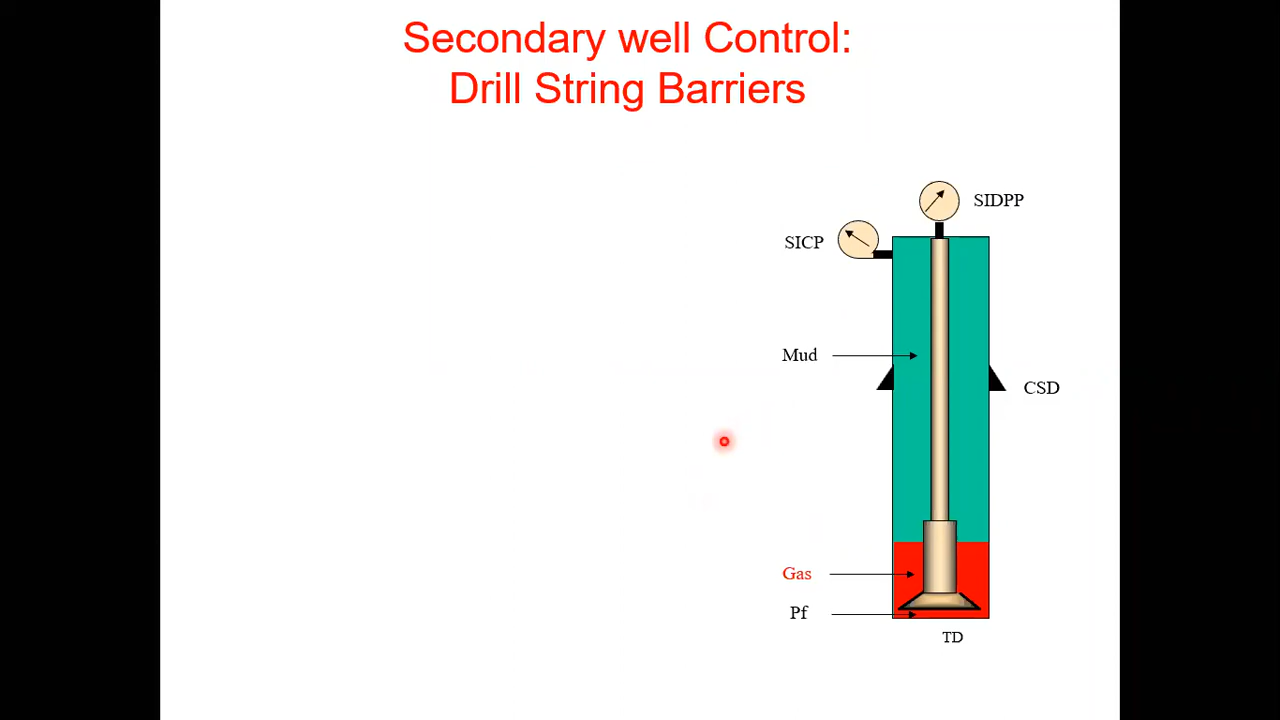 Secondary well Control:
Drill String Barriers
SIDPP
SICP
Mud
CSD
Gas
Pf
TD